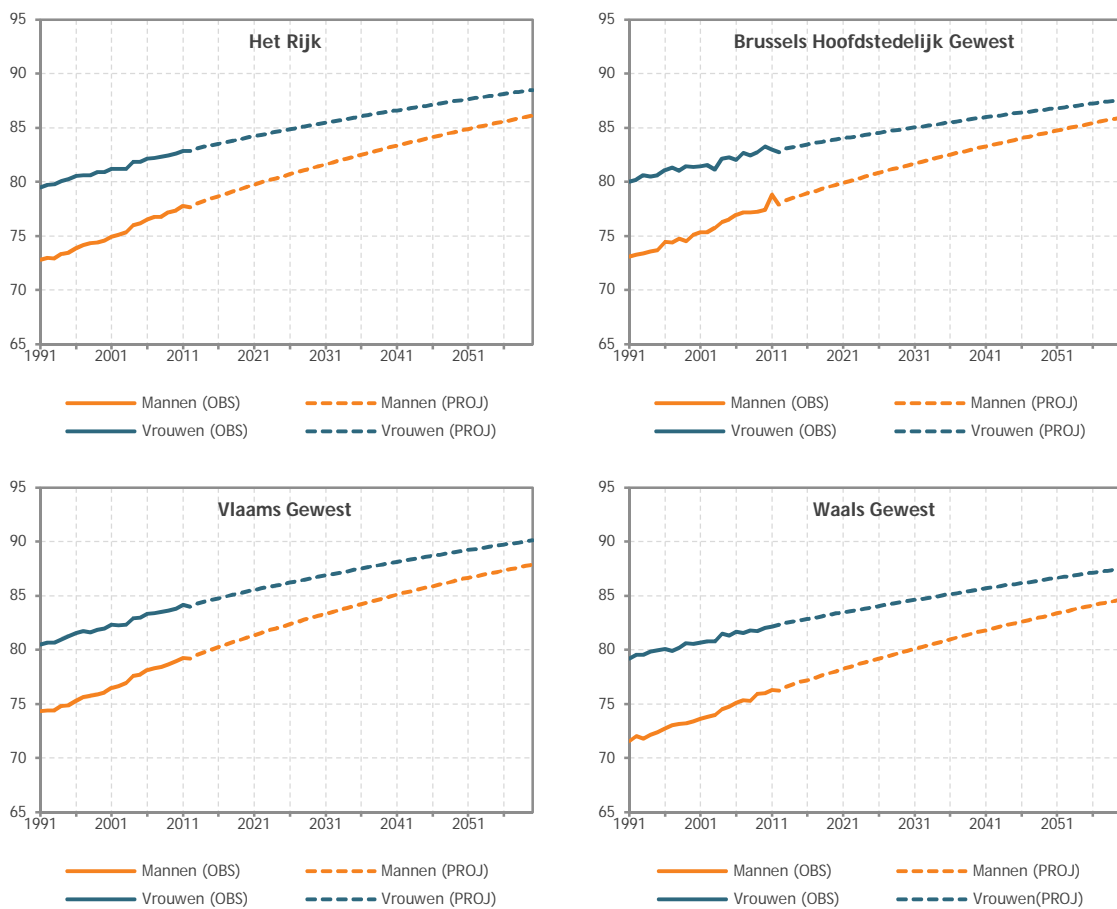 Het Rijk
95
90
85
80
75
70
65
1991 2001 2011 2021 2031 2041 2051
Mannen (OBS) Mannen (PROJ)
Vrouwen (OBS) Vrouwen (PROJ)
Brussels Hoofdstedelijk Gewest
95
90
85
80
75
70
65
1991 2001 2011 2021 2031 2041 2051
Mannen (OBS) Mannen (PROJ)
Vrouwen (OBS) Vrouwen (PROJ)
Vlaams Gewest
95
90
85
80
75
70
65
1991 2001 2011 2021 2031 2041 2051
Mannen (OBS) Mannen (PROJ)
Vrouwen (OBS) Vrouwen (PROJ)
Waals Gewest
95
90
85
80
75
70
65
1991 2001 2011 2021 2031 2041 2051
Mannen (OBS) Mannen (PROJ)
Vrouwen (OBS) Vrouwen(PROJ)